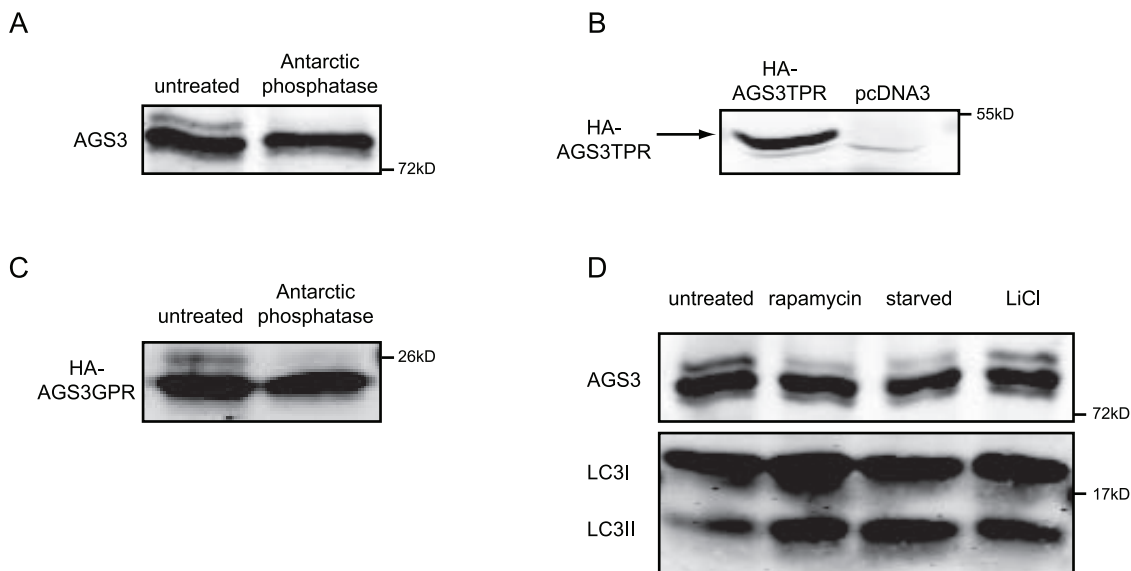 A
untreated
Antarctic
phosphatase
AGS3
72kD
B
HA-
AGS3TPR
pcDNA3
55kD
HA-
AGS3TPR
C
untreated
Antarctic
phosphatase
26kD
HA-
AGS3GPR
D
untreated
rapamycin
starved
LiCl
AGS3
72kD
LC3I
17kD
LC3II